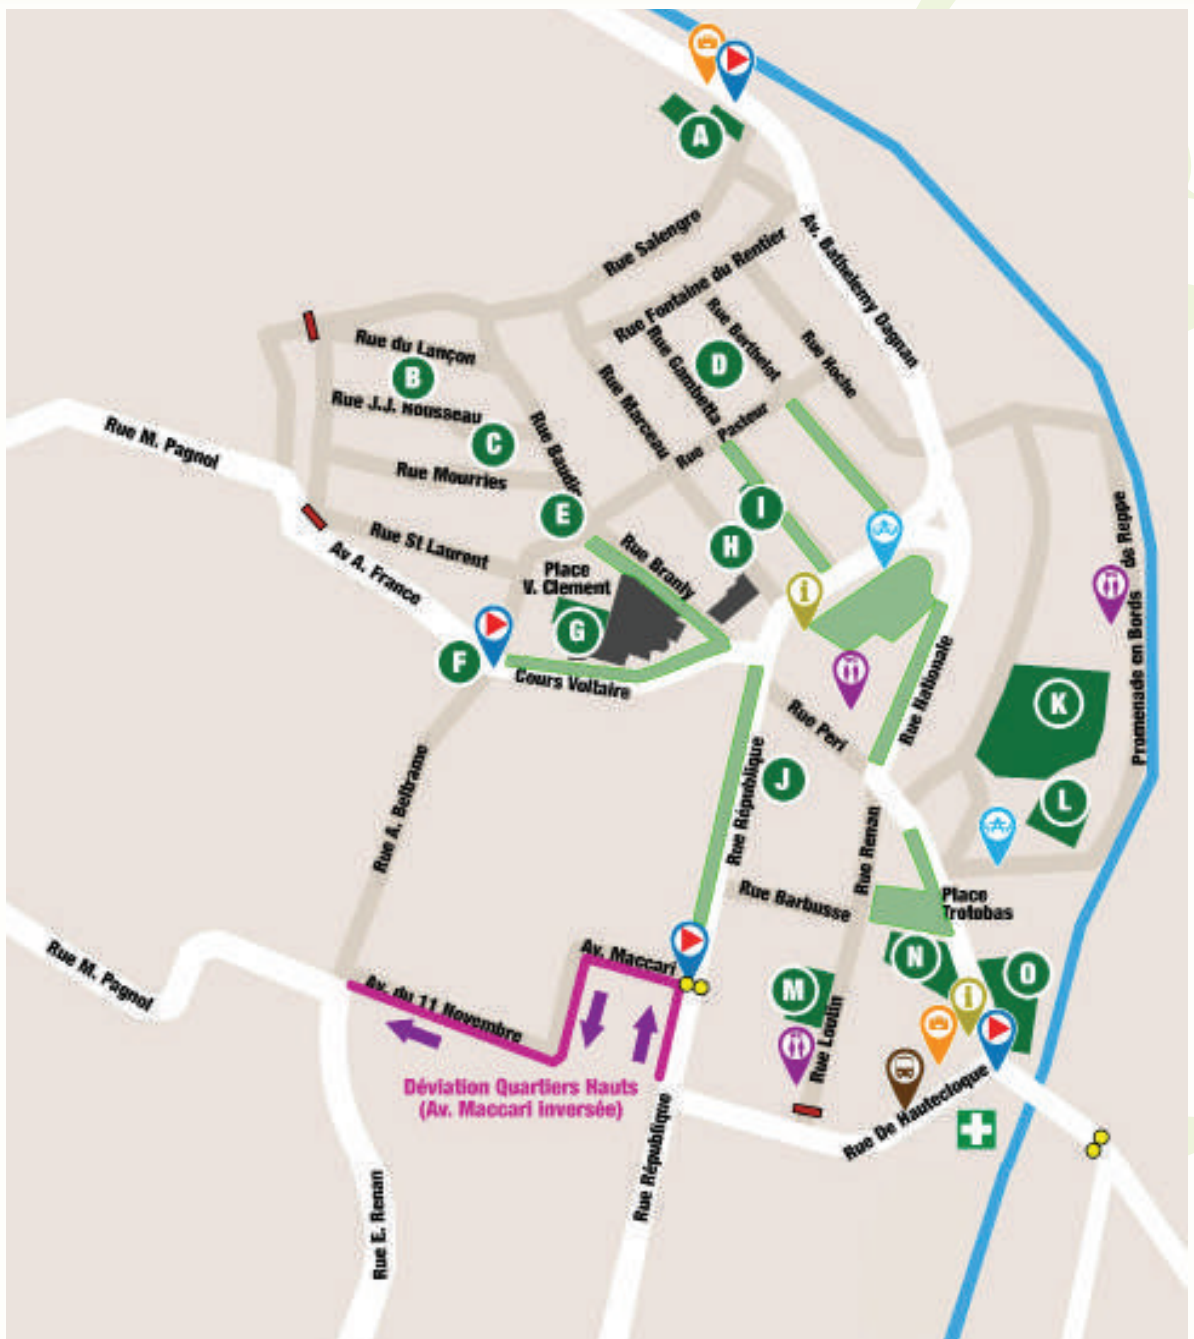 A
Rue Salengro
Av. Bathelemy Dagnan
Rue Fontaine du Rentier
Rue du Lançon
B
Rue Gambetta
Rue Berthelot
D
Rue Hoche
Rue J.J. Rousseau
C
Rue Baudin
Rue Marceau
Rue Pasteur
Rue M. Pagnol
Rue Mourries
E
I
H
Rue St Laurent
Av A. France
Place
V. Clement
Rue Branly
G
F
Cours Voltaire
i
Promenade en Bords de Reppe
Rue Nationale
K
Rue Peri
J
L
Rue République
Rue A. Beltrame
Rue Renan
Rue Barbusse
Place
Trotobas
N
O
Rue M. Pagnol
Av. Maccari
M
i
Av. du 11 Novembre
Rue Loutin
Déviation Quartiers Hauts
(Av. Maccari inversée)
Rue De Hautecloque
Rue République
Rue E. Renan